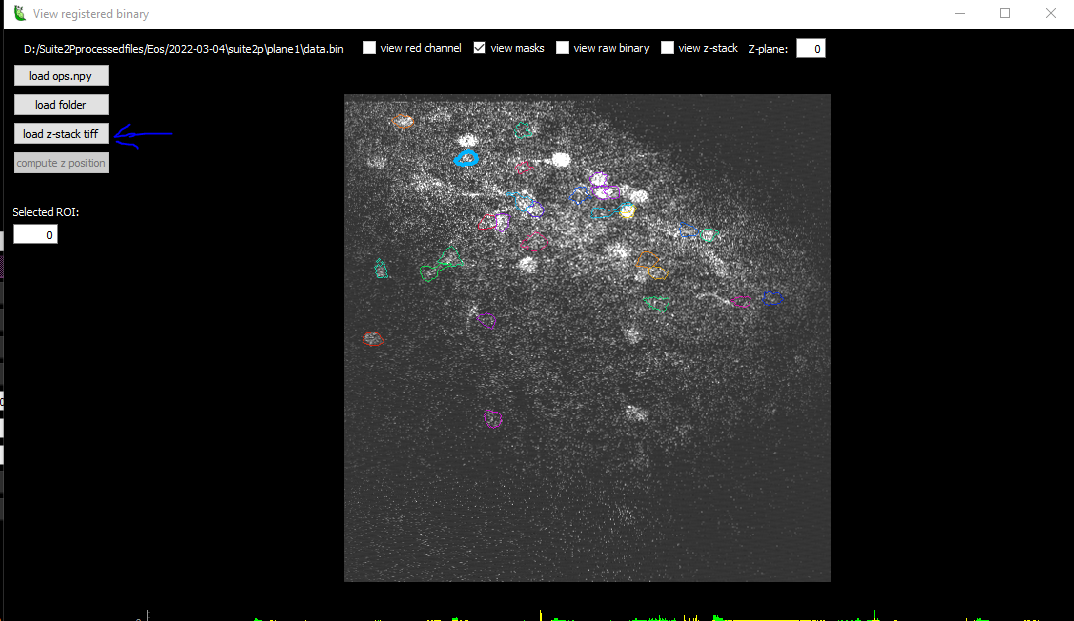 View registered binary
D:/Suite2Pprocessedfiles/Eos/2022-03-04\suite2p\plane1\data.bin view red channel view masks view raw binary view z-stack Z-plane: 0
load ops.npy
load folder
load z-stack tiff
compute z position
Selected ROI:
0